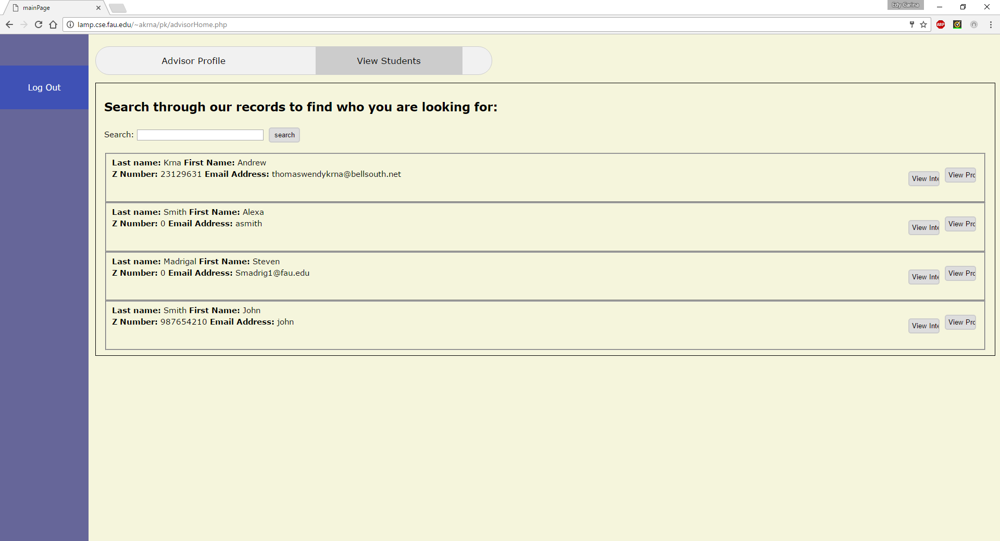 mainPage
Edy Carina
lamp.cse.fau.edu/~akrna/pk/advisorHome.php
ABP
Log Out
Advisor Profile View Students
Search through our records to find who you are looking for:
Search: search
Last name: Krna First Name: Andrew
Z Number: 23129631 Email Address: thomaswendykrna@bellsouth.net
View Inte View Pro
Last name: Smith First Name: Alexa
Z Number: 0 Email Address: asmith
View Inte View Pro
Last name: Madrigal First Name: Steven
Z Number: 0 Email Address: Smadrig1@fau.edu
View Inte View Pro
Last name: Smith First Name: John
Z Number: 987654210 Email Address: john
View Inte View Pro